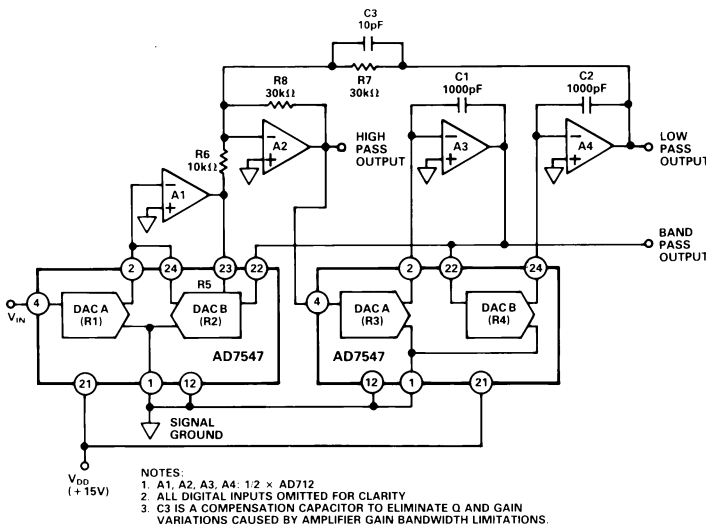 C3
10pF
R8
30kΩ
R7
30kΩ
C1
1000pF
C2
1000pF
−
+
A2
HIGH
PASS
OUTPUT
−
+
A3
−
+
A4
LOW
PASS
OUTPUT
R6
10kΩ
−
+
A1
BAND
PASS
OUTPUT
2
24
23
22
2
22
24
R5
4
VIN
DAC A
(R1)
DAC B
(R2)
AD7547
4
DAC A
(R3)
DAC B
(R4)
AD7547
21
1
12
12
1
21
SIGNAL
GROUND
VDD
(+15V)
NOTES:
1. A1, A2, A3, A4: 1/2 × AD712
2. ALL DIGITAL INPUTS OMITTED FOR CLARITY
3. C3 IS A COMPENSATION CAPACITOR TO ELIMINATE Q AND GAIN
VARIATIONS CAUSED BY AMPLIFIER GAIN BANDWIDTH LIMITATIONS.